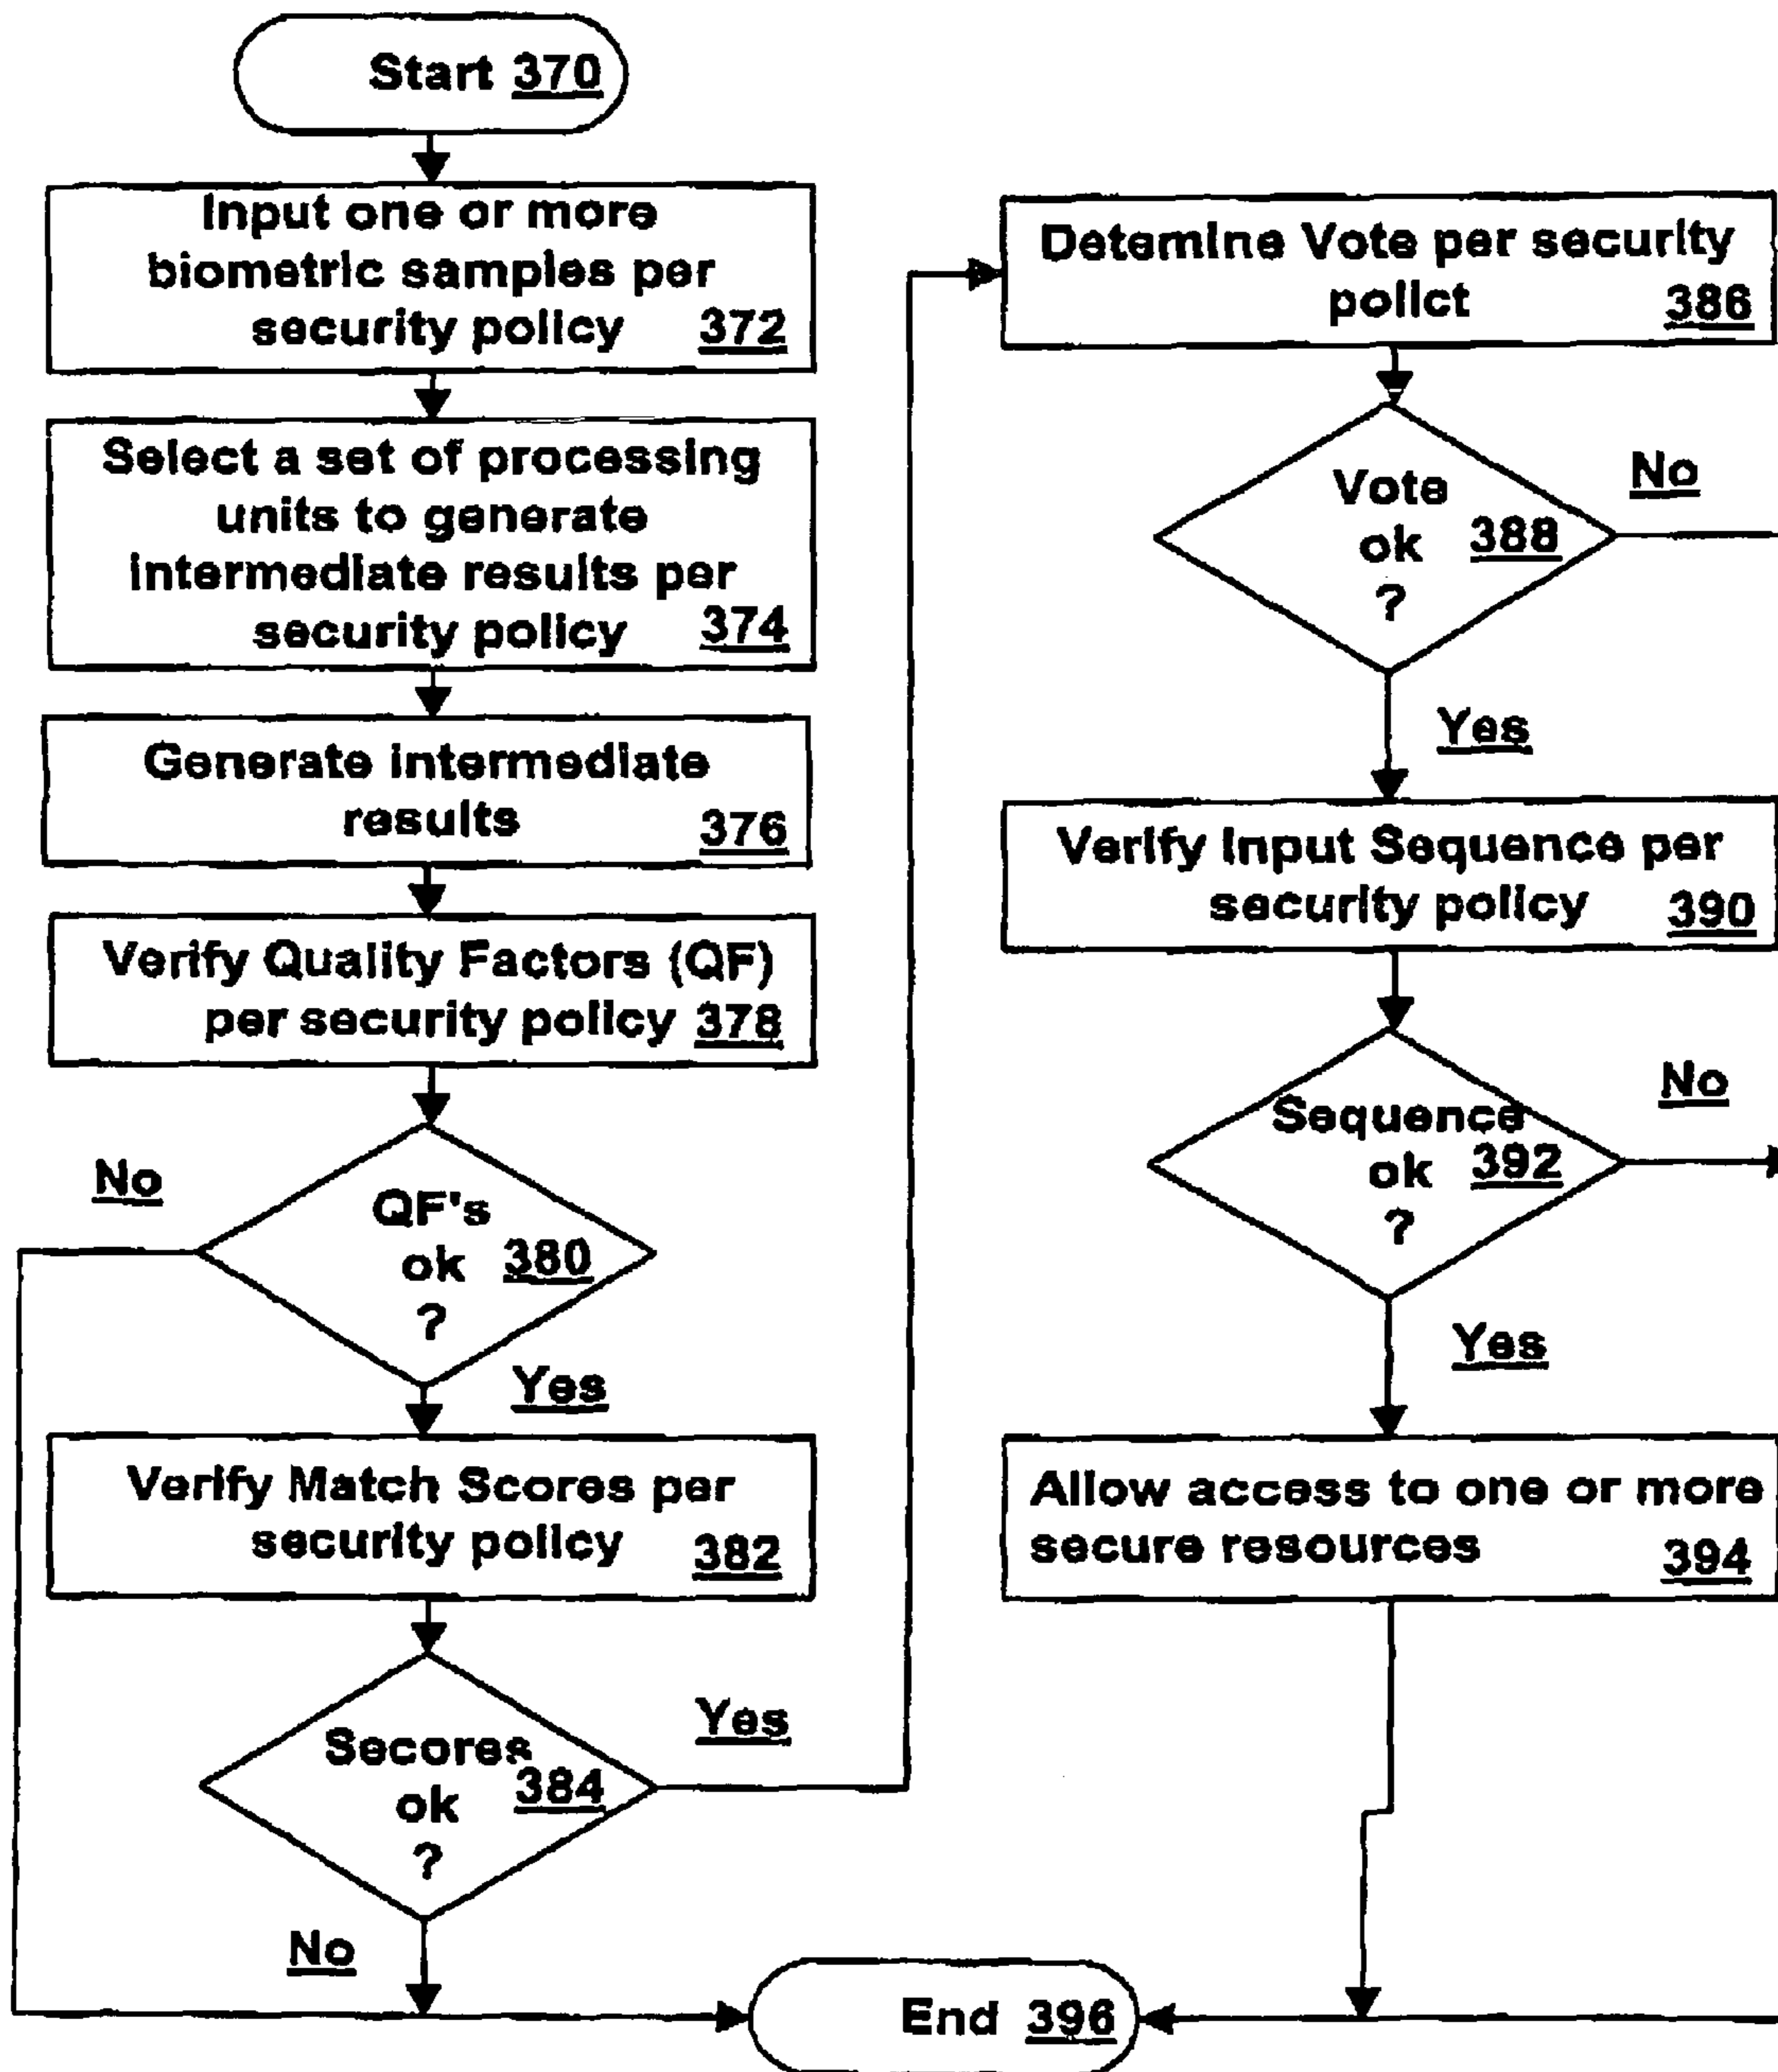 Start 370
Input one or more
biometric samples per
security policy 372
Select a set of processing
units to generate
intermediate results per
security policy 374
Generate intermediate
results 376
Verify Quality Factors (QF)
per security policy 378
No
QF's
ok 380
?
Yes
Verify Match Scores per
security policy 382
Secores
ok 384
?
Yes
No
Detemine Vote per security
polict 386
Vote
ok 388
?
No
Yes
Verify Input Sequence per
security policy 390
Sequence
ok 392
?
No
Yes
Allow access to one or more
secure resources 394
End 396